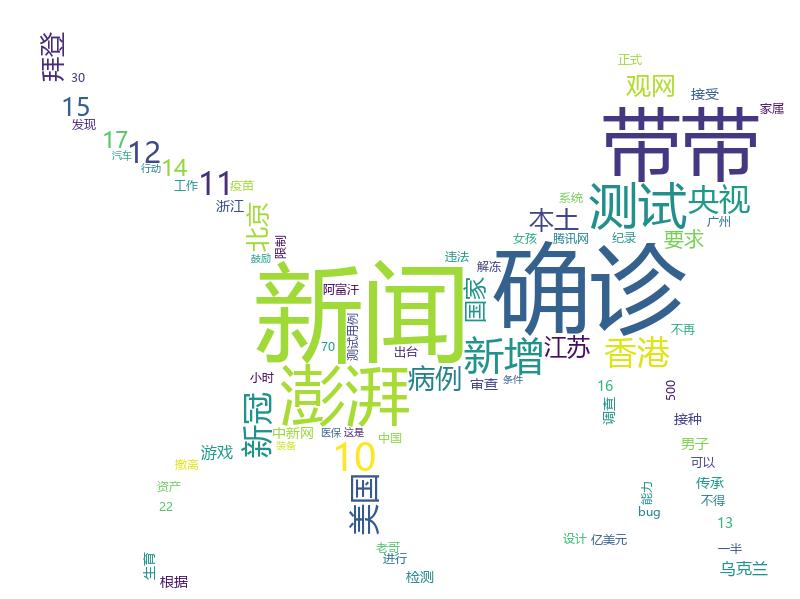 拜登
30
正式
观网
接受
15
带带
家属
发现
17
12
汽车
行动
14
11
工作
疫苗
测试
央视
浙江
系统
本土
广州
北京
女孩
腾讯网
纪录
要求
限制
鼓励
违法
解冻
新闻
阿富汗
国家
确诊
测试用例
不再
70
出台
新增
江苏
香港
小时
澎湃
病例
审查
条件
16
500
调查
新冠
接种
中新网
医保
这是
中国
装备
10
男子
游戏
撤离
可以
资产
美国
能力
传承
22
不得
bug
13
老哥
设计
亿美元
进行
一半
生育
根据
检测
乌克兰